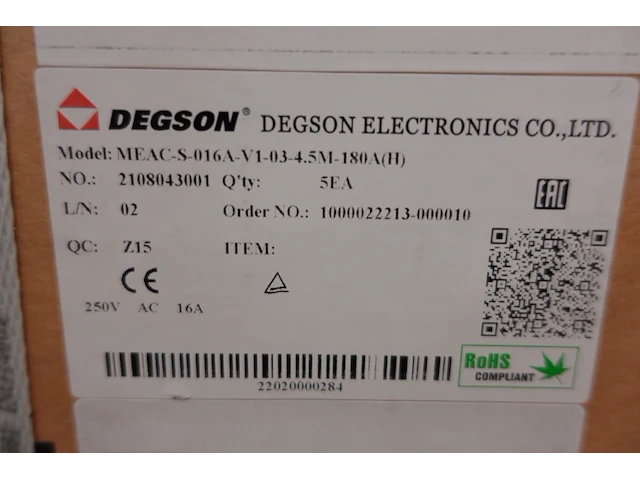 DEGSON® DEGSON ELECTRONICS CO.,LTD.
Model: MEAC-S-016A-V1-03-4.5M-180A(H)
NO.: 2108043001 Q'ty: 5EA
EAC
L/N: 02 Order NO.: 1000022213-000010
QC: Z15 ITEM:
CE
250V AC 16A
RoHS
COMPLIANT
22020000284